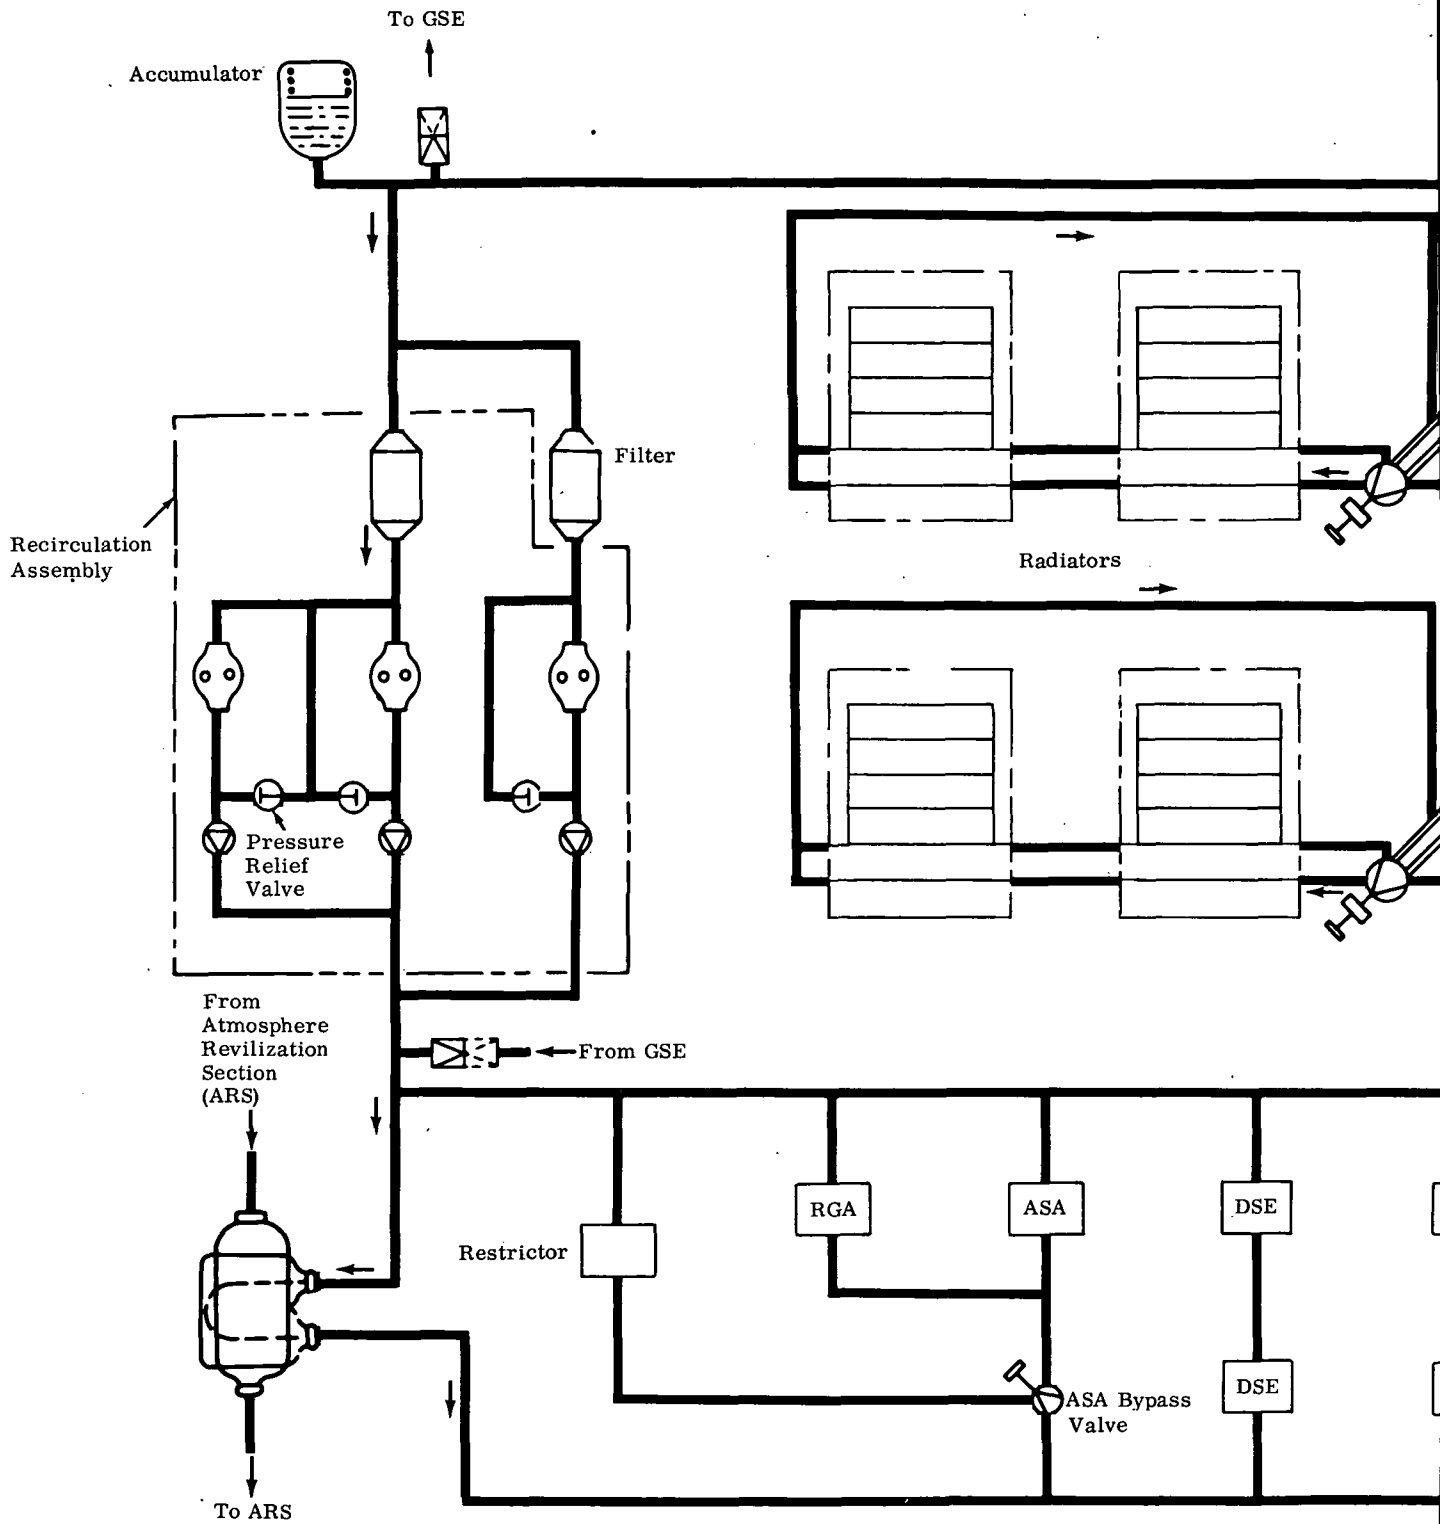 To GSE
Accumulator
Filter
Recirculation
Assembly
Radiators
Pressure
Relief
Valve
From
Atmosphere
Revilization
Section
(ARS)
From GSE
RGA
ASA
DSE
Restrictor
DSE
ASA Bypass
Valve
To ARS